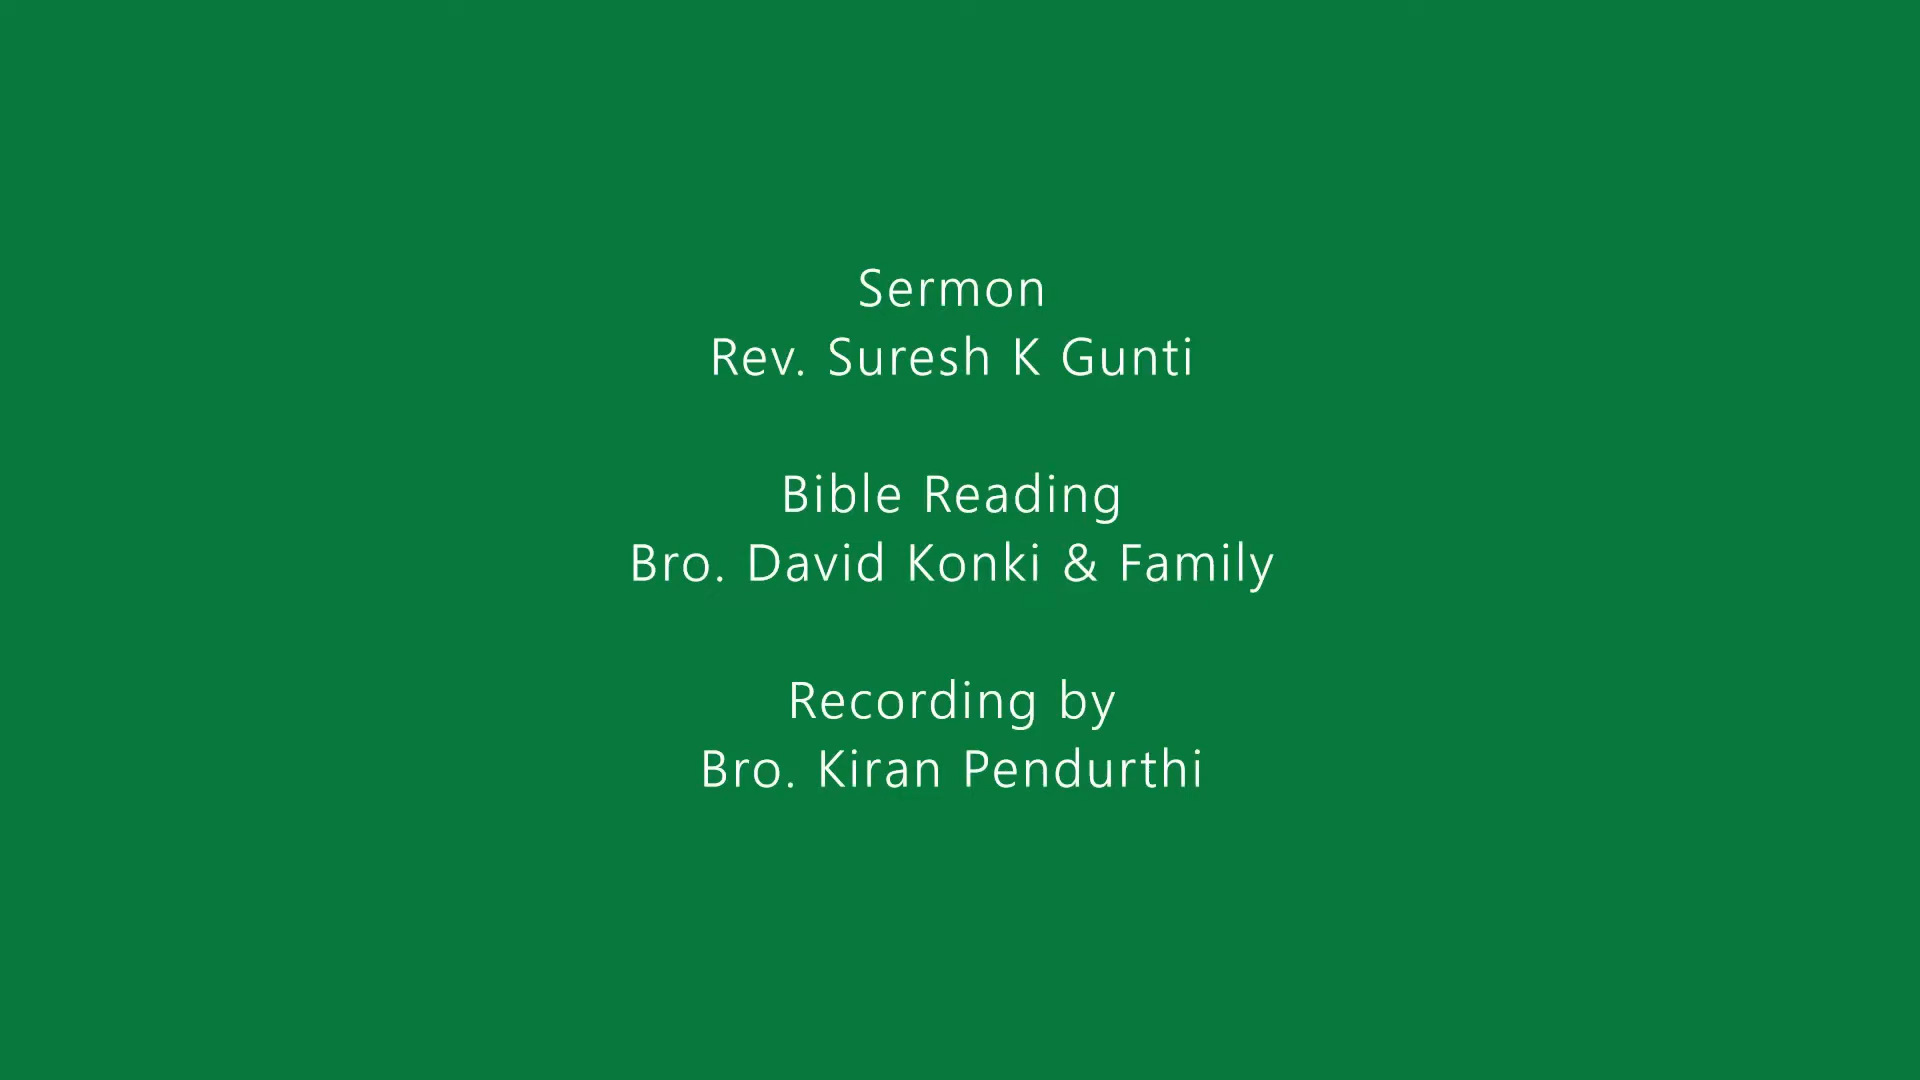 Sermon
Rev. Suresh K Gunti
Bible Reading
Bro. David Konki & Family
Recording by
Bro. Kiran Pendurthi